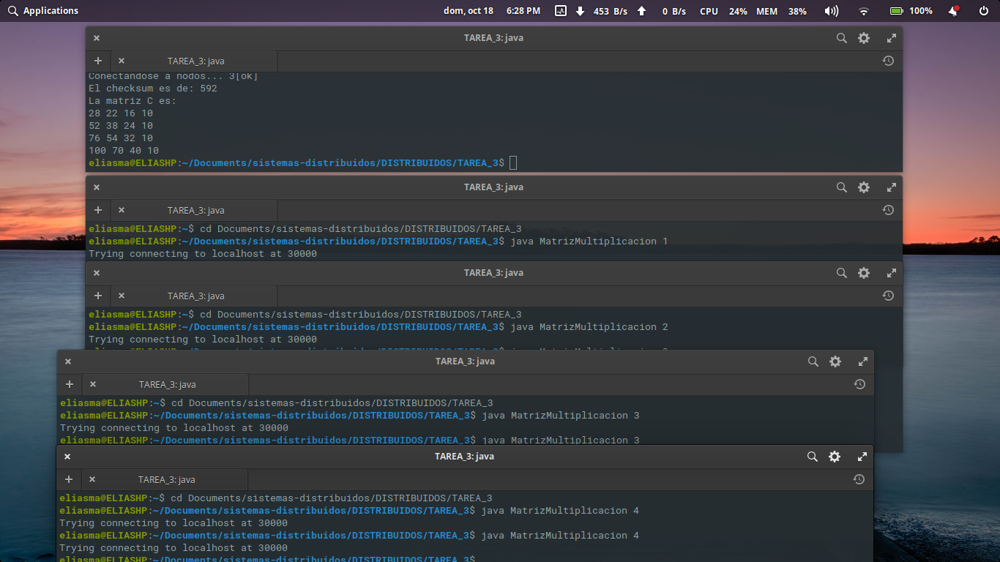 Applications dom, oct 18 6:28 PM 453 B/s 0 B/s CPU 24% MEM 38% 100%
TAREA_3: java
TAREA_3: java
Conectandose a nodos... 3[ok]
El checksum es de: 592
La matriz C es:
28 22 16 10
52 38 24 10
76 54 32 10
100 70 40 10
eliasma@ELIASHP:~/Documents/sistemas-distribuidos/DISTRIBUIDOS/TAREA_3$
TAREA_3: java
TAREA_3: java
eliasma@ELIASHP:~$ cd Documents/sistemas-distribuidos/DISTRIBUIDOS/TAREA_3
eliasma@ELIASHP:~/Documents/sistemas-distribuidos/DISTRIBUIDOS/TAREA_3$ java MatrizMultiplicacion 1
Trying connecting to localhost at 30000
TAREA_3: java
TAREA_3: java
eliasma@ELIASHP:~$ cd Documents/sistemas-distribuidos/DISTRIBUIDOS/TAREA_3
eliasma@ELIASHP:~/Documents/sistemas-distribuidos/DISTRIBUIDOS/TAREA_3$ java MatrizMultiplicacion 2
Trying connecting to localhost at 30000
TAREA_3: java
TAREA_3: java
eliasma@ELIASHP:~$ cd Documents/sistemas-distribuidos/DISTRIBUIDOS/TAREA_3
eliasma@ELIASHP:~/Documents/sistemas-distribuidos/DISTRIBUIDOS/TAREA_3$ java MatrizMultiplicacion 3
Trying connecting to localhost at 30000
eliasma@ELIASHP:~/Documents/sistemas-distribuidos/DISTRIBUIDOS/TAREA_3$ java MatrizMultiplicacion 3
TAREA_3: java
TAREA_3: java
eliasma@ELIASHP:~$ cd Documents/sistemas-distribuidos/DISTRIBUIDOS/TAREA_3
eliasma@ELIASHP:~/Documents/sistemas-distribuidos/DISTRIBUIDOS/TAREA_3$ java MatrizMultiplicacion 4
Trying connecting to localhost at 30000
eliasma@ELIASHP:~/Documents/sistemas-distribuidos/DISTRIBUIDOS/TAREA_3$ java MatrizMultiplicacion 4
Trying connecting to localhost at 30000
eliasma@ELIASHP:~/Documents/sistemas-distribuidos/DISTRIBUIDOS/TAREA_3$